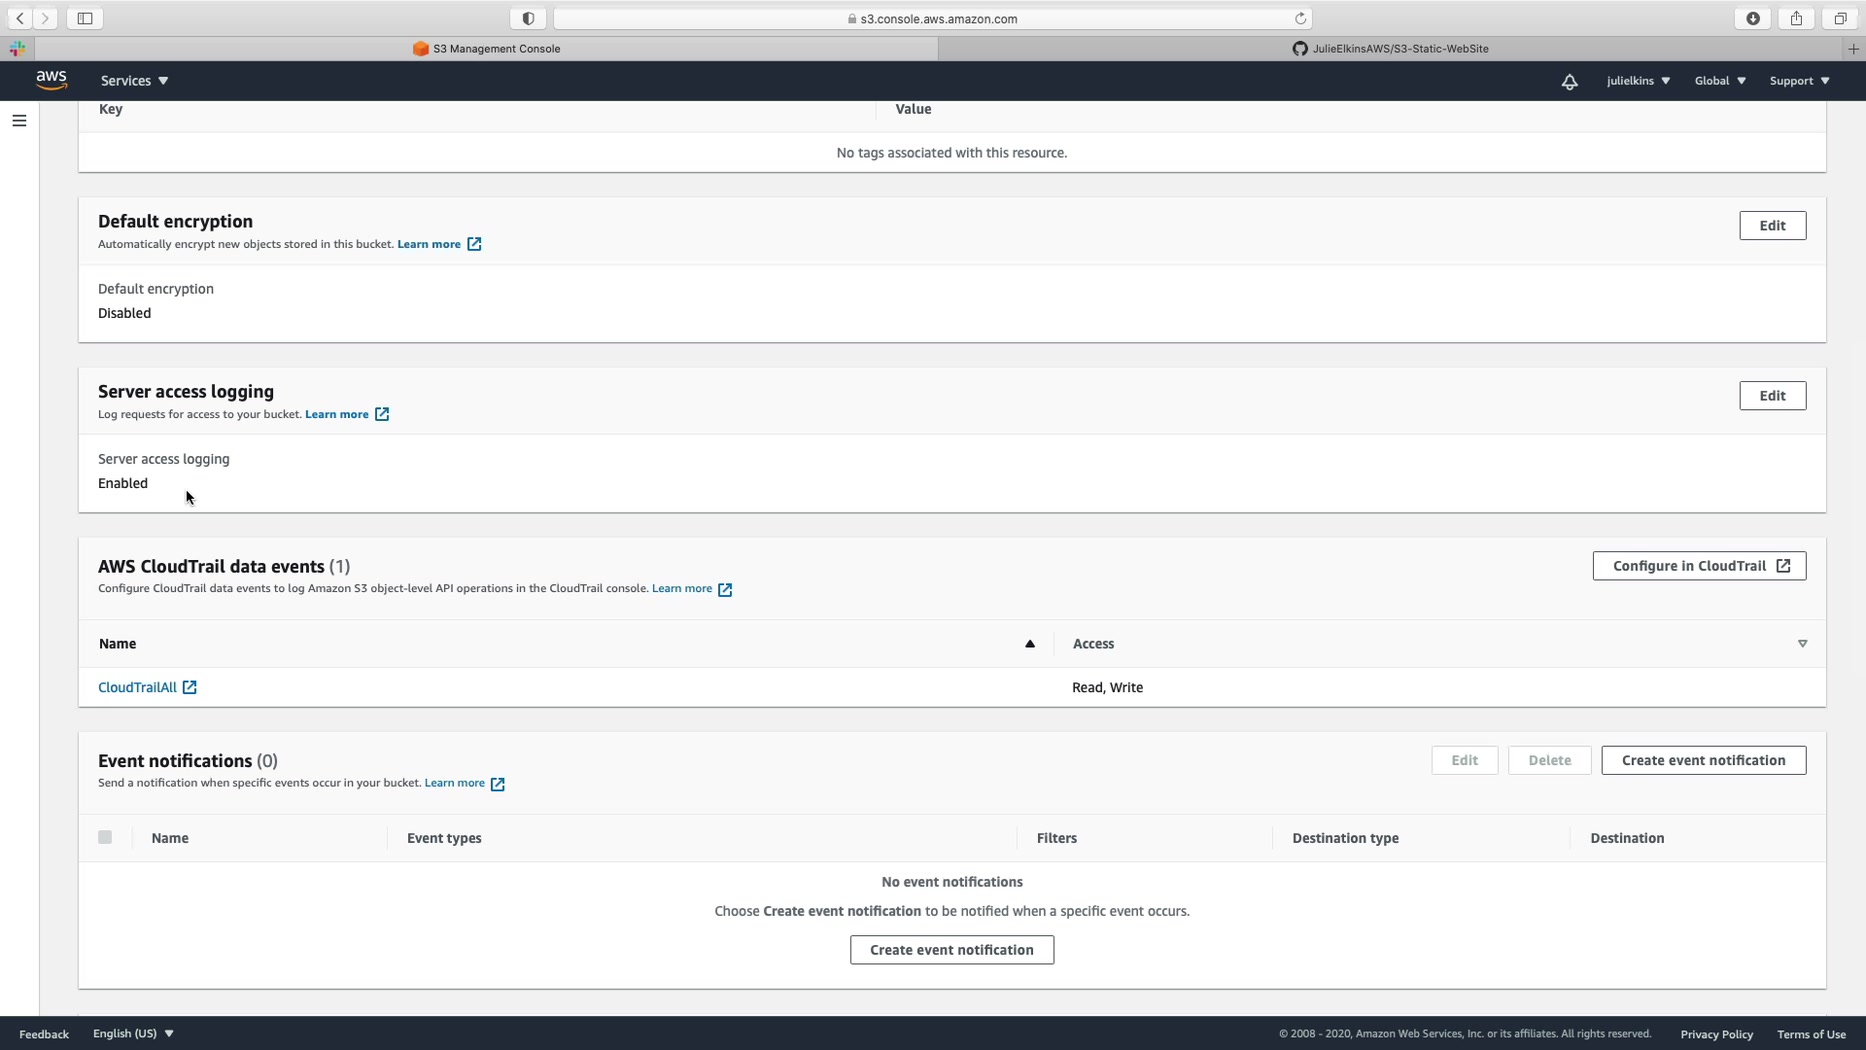 s3.console.aws.amazon.com
S3 Management Console
JulieElkinsAWS/S3-Static-WebSite
aws
Services
julielkins
Global
Support
Key
Value
No tags associated with this resource.
Default encryption
Edit
Automatically encrypt new objects stored in this bucket. Learn more
Default encryption
Disabled
Server access logging
Edit
Log requests for access to your bucket. Learn more
Server access logging
Enabled
AWS CloudTrail data events (1)
Configure in CloudTrail
Configure CloudTrail data events to log Amazon S3 object-level API operations in the CloudTrail console. Learn more
Name
Access
CloudTrailAll
Read, Write
Event notifications (0)
Edit
Delete
Create event notification
Send a notification when specific events occur in your bucket. Learn more
Name
Event types
Filters
Destination type
Destination
No event notifications
Choose Create event notification to be notified when a specific event occurs.
Create event notification
Feedback
English (US)
© 2008 - 2020, Amazon Web Services, Inc. or its affiliates. All rights reserved.
Privacy Policy
Terms of Use